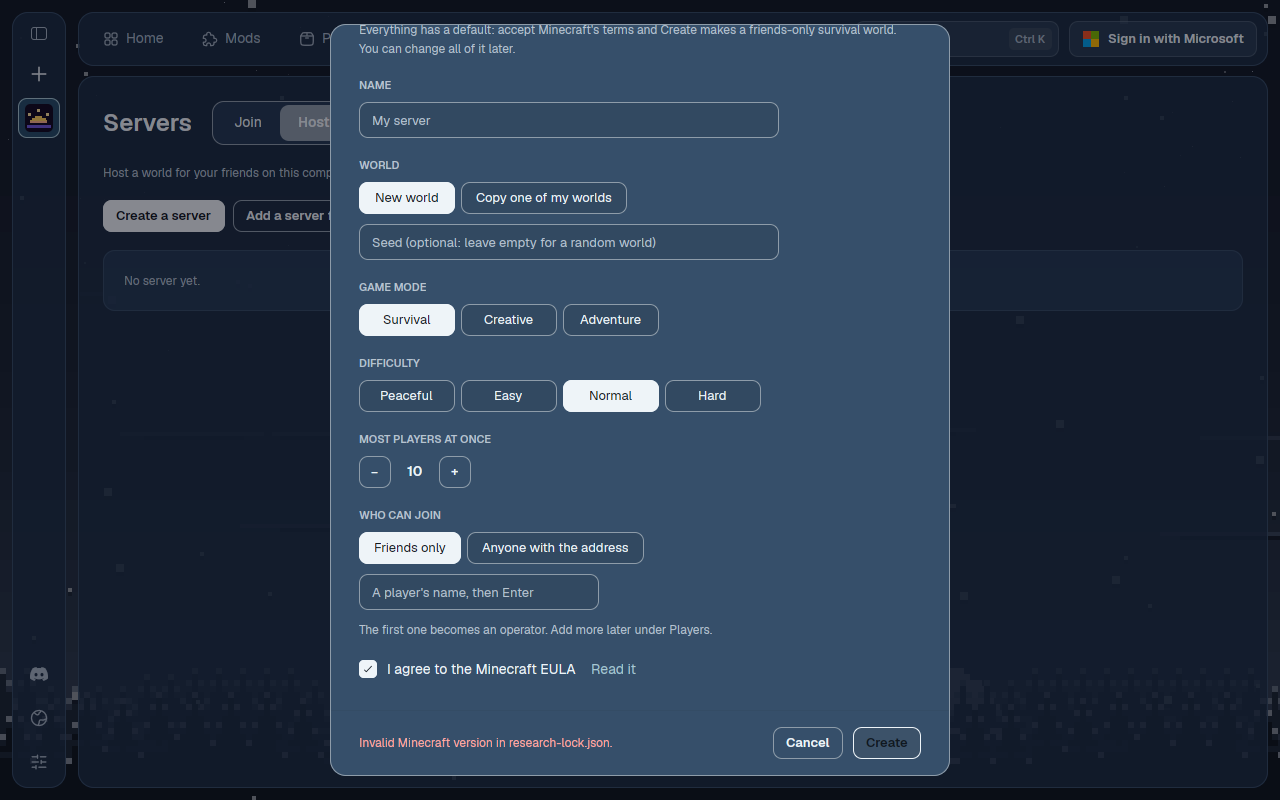 Home
Mods
Ctrl K
Sign in with Microsoft
Servers
Join
Host
Host a world for your friends on this
Create a server
Add a server
No server yet.
Everything has a default: accept Minecraft's terms and Create makes a friends-only survival world.
You can change all of it later.
NAME
My server
WORLD
New world
Copy one of my worlds
Seed (optional: leave empty for a random world)
GAME MODE
Survival
Creative
Adventure
DIFFICULTY
Peaceful
Easy
Normal
Hard
MOST PLAYERS AT ONCE
–
10
+
WHO CAN JOIN
Friends only
Anyone with the address
A player's name, then Enter
The first one becomes an operator. Add more later under Players.
I agree to the Minecraft EULA
Read it
Invalid Minecraft version in research-lock.json.
Cancel
Create